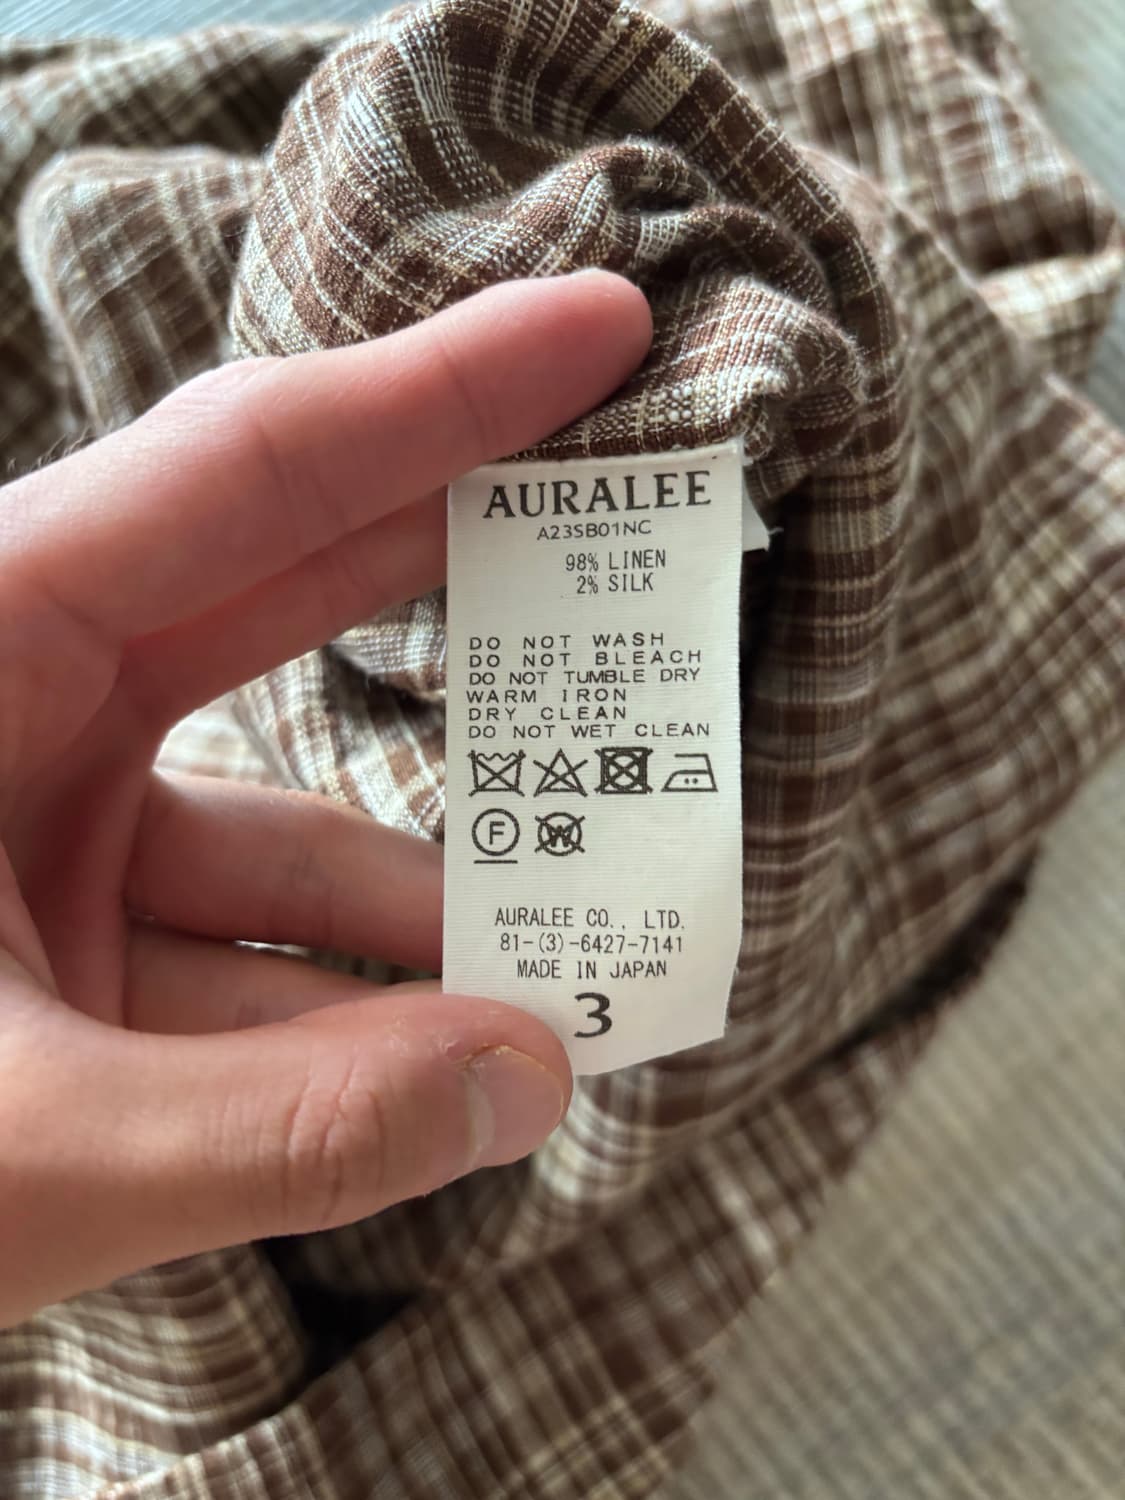 AURALEE
A23SB01NC
98% LINEN
2% SILK
DO NOT WASH
DO NOT BLEACH
DO NOT TUMBLE DRY
WARM IRON
DRY CLEAN
DO NOT WET CLEAN
F W
AURALEE CO., LTD.
81-(3)-6427-7141
MADE IN JAPAN
3